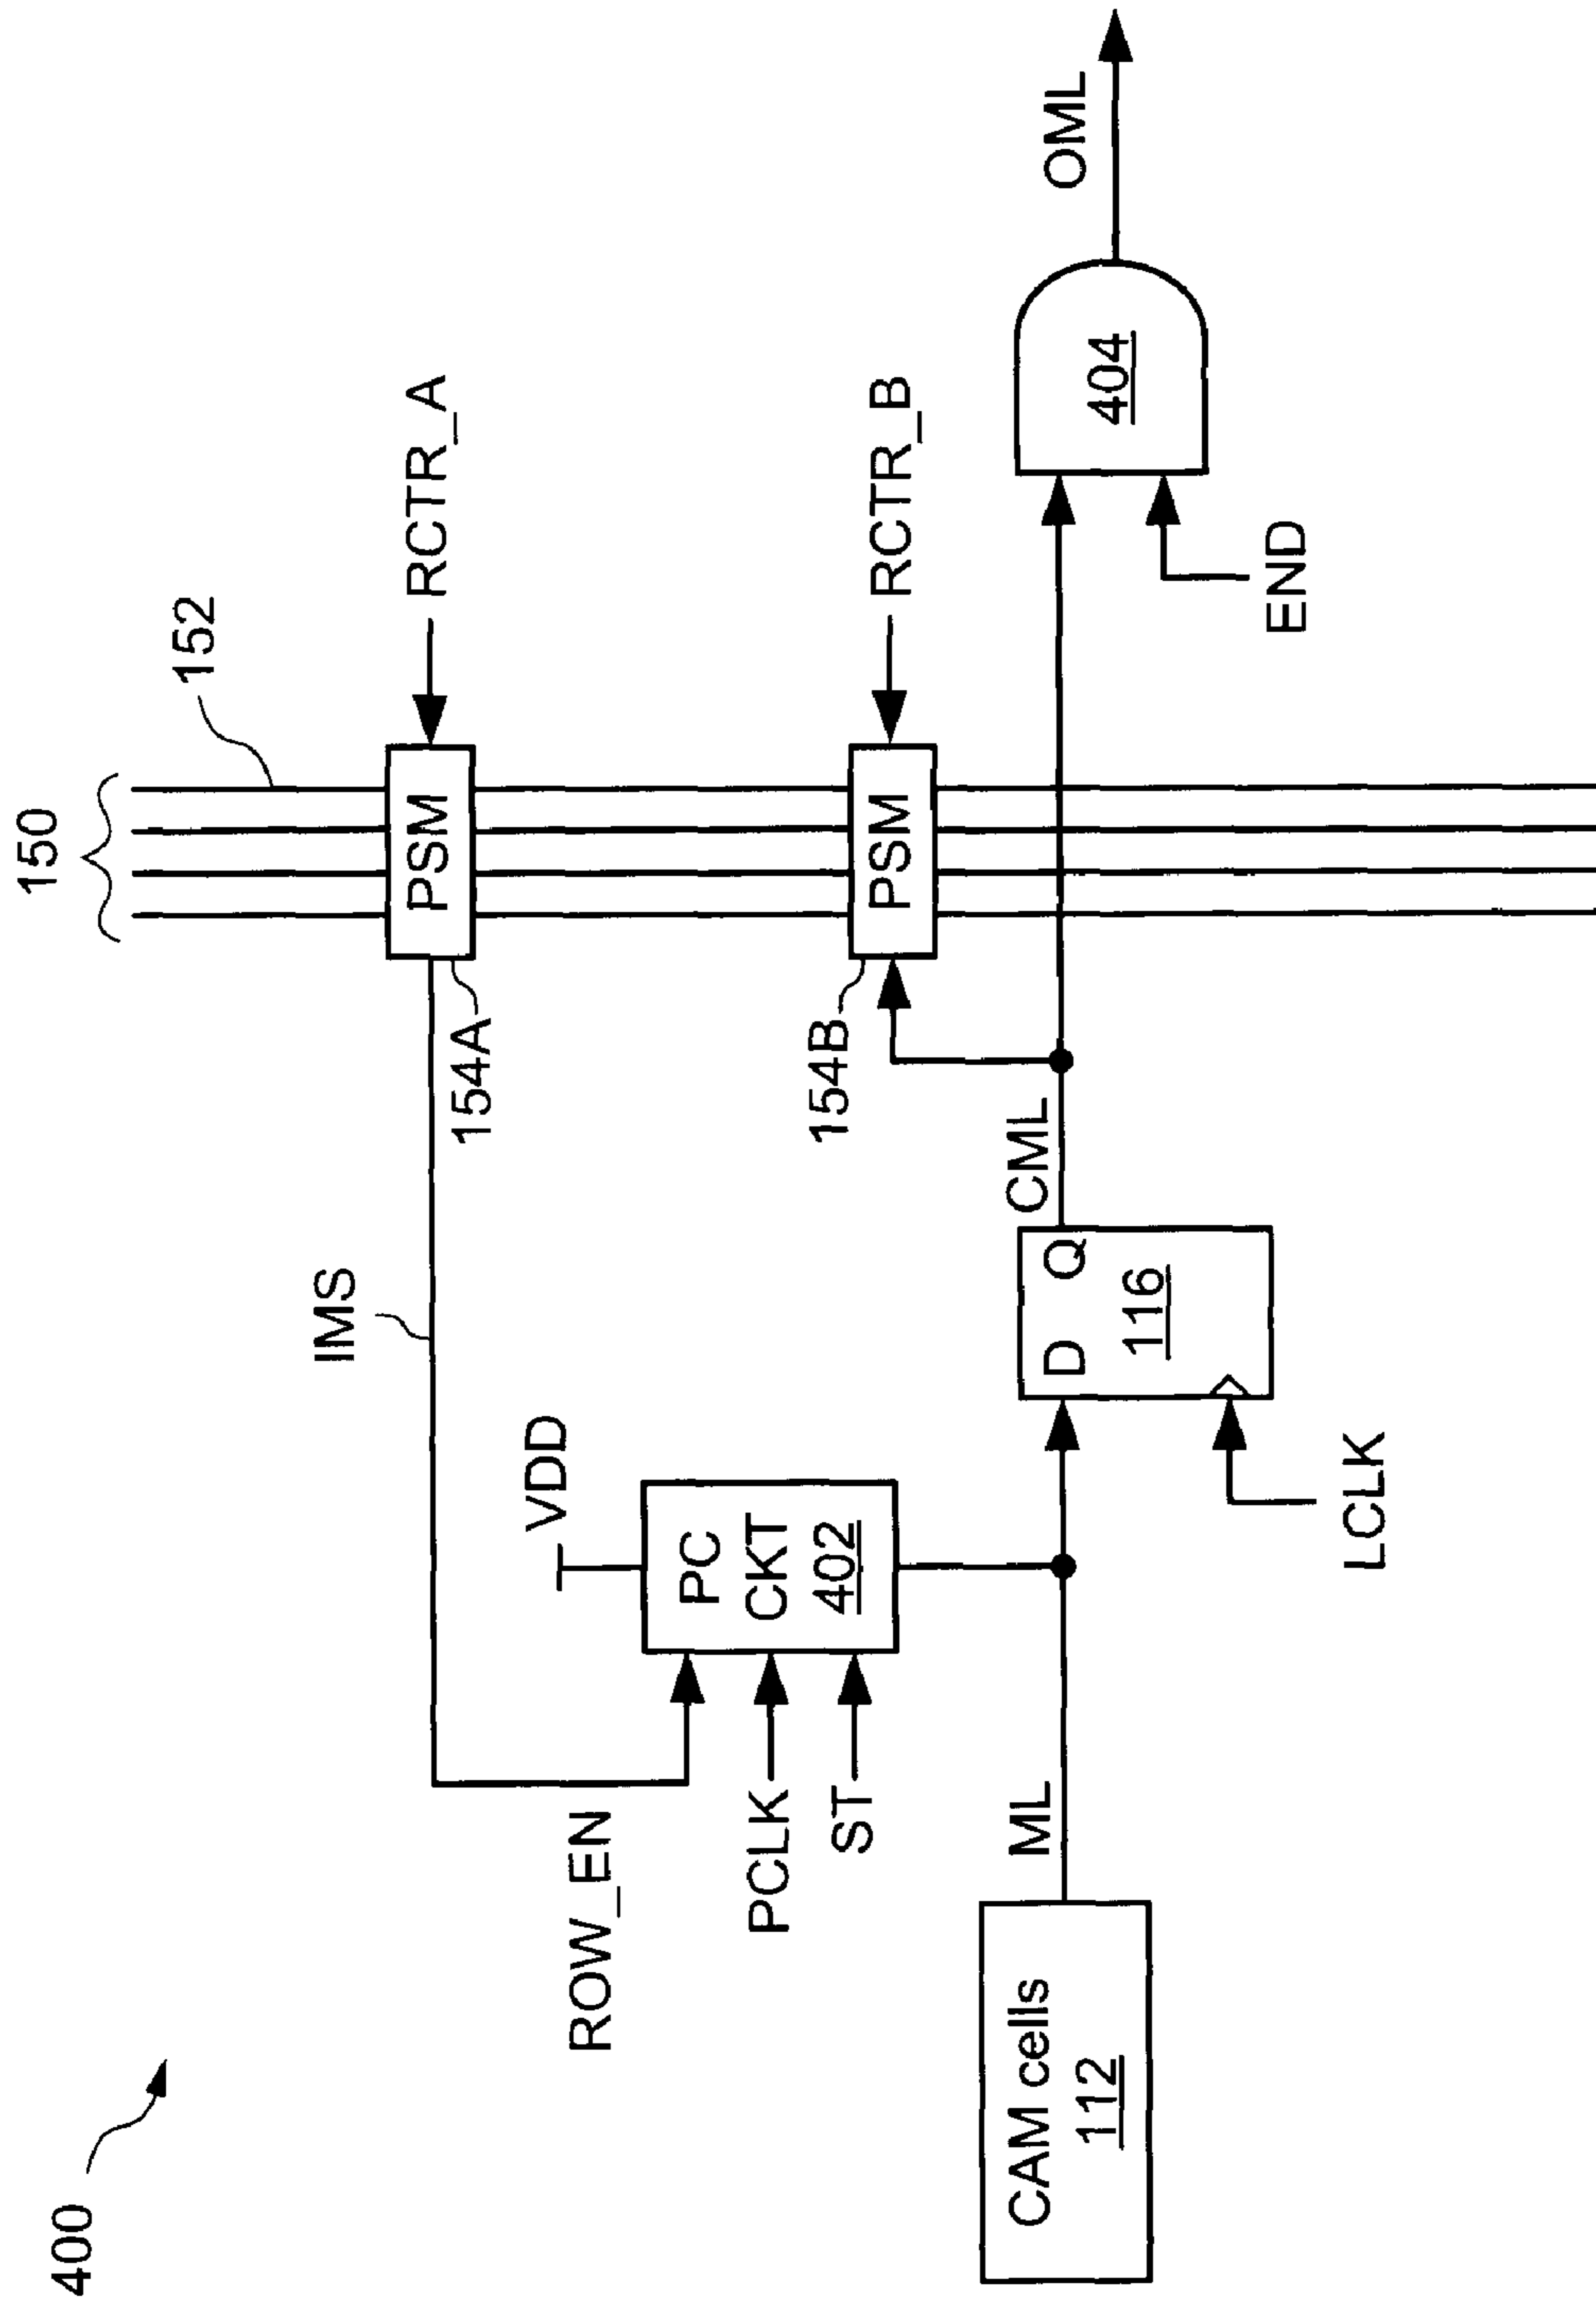 400
150
152
IMS
PSM
RCTR_A
154A
VDD
ROW_EN
PCLK
ST
PC
CKT
402
154B
PSM
RCTR_B
CAM cells
112
ML
D Q
116
LCLK
CML
404
END
OML